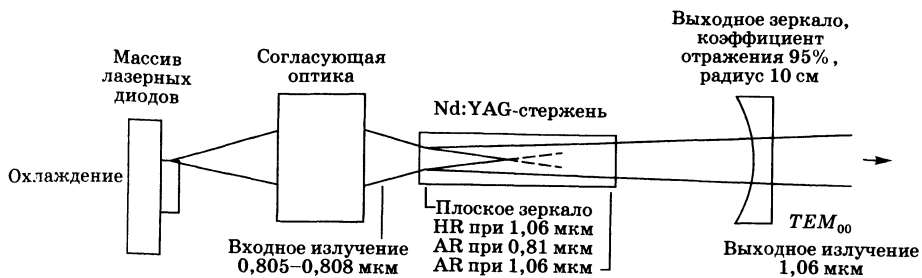 Массив
лазерных
диодов
Охлаждение
Согласующая
оптика
Входное излучение
0,805–0,808 мкм
Nd:YAG-стержень
Плоское зеркало
HR при 1,06 мкм
AR при 0,81 мкм
AR при 1,06 мкм
Выходное зеркало,
коэффициент
отражения 95%,
радиус 10 см
TEM₀₀
Выходное излучение
1,06 мкм